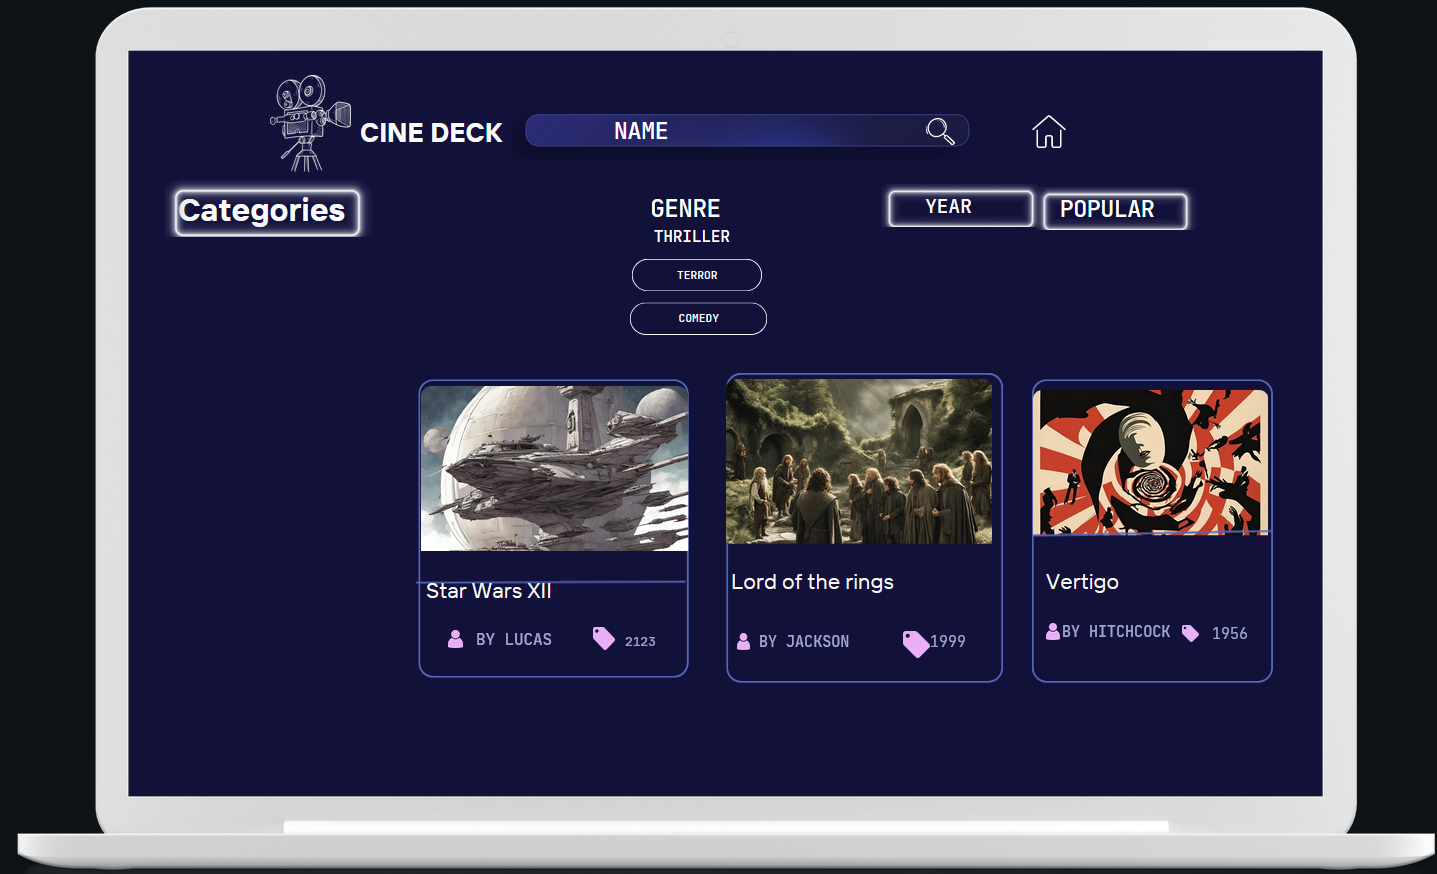 CINE DECK
NAME
Categories
GENRE
YEAR
POPULAR
THRILLER
TERROR
COMEDY
Star Wars XII
BY LUCAS
2123
Lord of the rings
BY JACKSON
1999
Vertigo
BY HITCHCOCK
1956